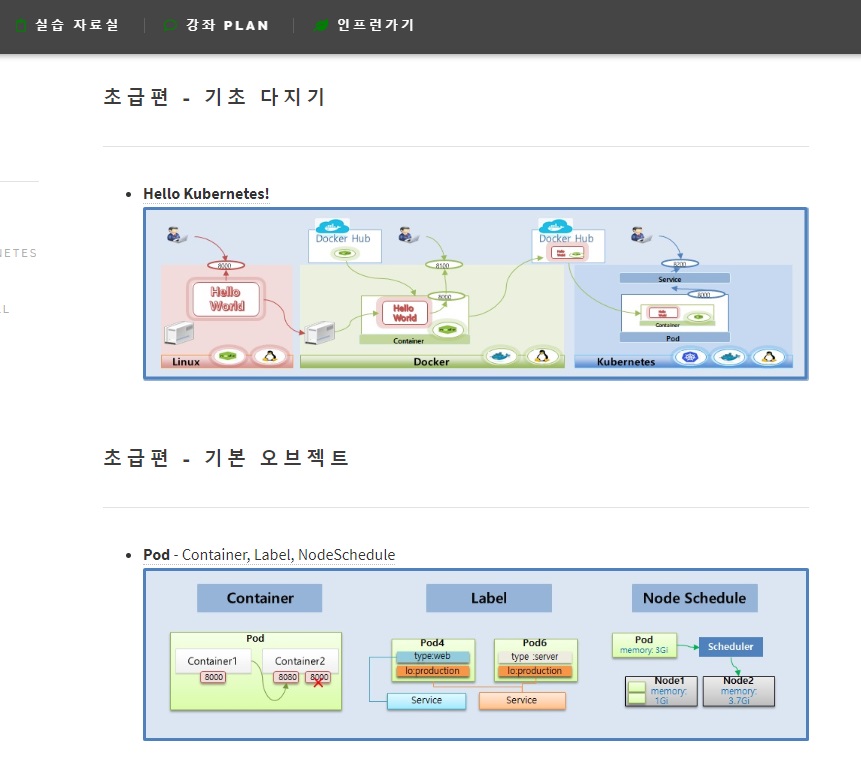 실습 자료실 강좌 PLAN 인프런가기
초급편 - 기초 다지기
NETES
Hello Kubernetes!
Docker Hub
Docker Hub
8000
8100
8200
Service
Hello
World
8000
8000
Hello
World
Container
Container
Pod
Linux
Docker
Kubernetes
초급편 - 기본 오브젝트
Pod - Container, Label, NodeSchedule
Container
Pod
Container1
8000
Container2
8080
8000
Label
Pod4
type:web
lo:production
Pod6
type :server
lo:production
Service
Service
Node Schedule
Pod
memory: 3Gi
Scheduler
Node1
memory:
1Gi
Node2
memory:
3.7Gi